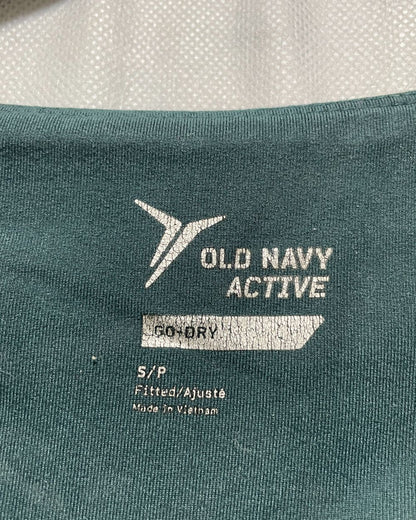 OLD NAVY
ACTIVE
GO-DRY
S/P
Fitted/Ajusté
Made in Vietnam